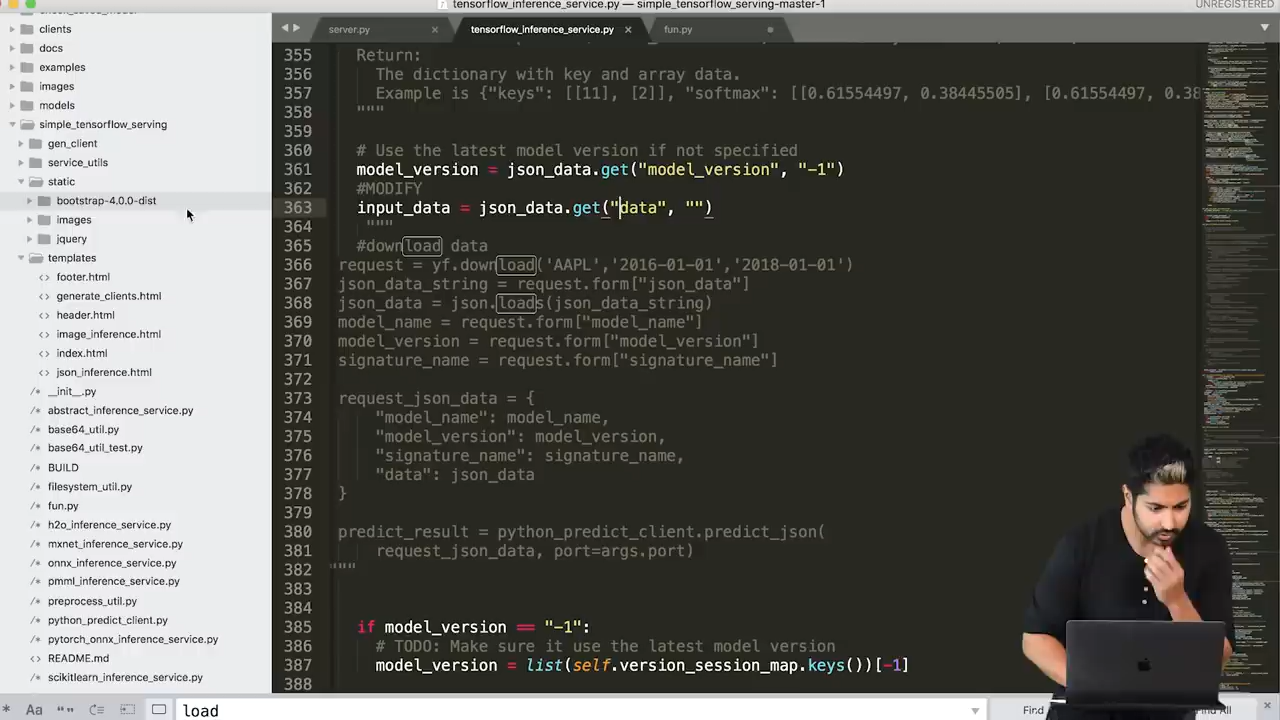 tensorflow_inference_service.py — simple_tensorflow_serving-master-1
UNREGISTERED
clients
docs
examples
images
models
simple_tensorflow_serving
gen_client
service_utils
static
bootstrap-4.0.0-dist
images
jquery
templates
footer.html
generate_clients.html
header.html
image_inference.html
index.html
json_inference.html
__init__.py
abstract_inference_service.py
base64_util.py
base64_util_test.py
BUILD
filesystem_util.py
fun.py
h2o_inference_service.py
mxnet_inference_service.py
onnx_inference_service.py
pmml_inference_service.py
preprocess_util.py
python_predict_client.py
pytorch_onnx_inference_service.py
README.md
scikitlearn_inference_service.py
server.py
tensorflow_inference_service.py
fun.py
355 Return:
356 The dictionary with key and array data.
357 Example is {"keys": [[11], [2]], "softmax": [[0.61554497, 0.38445505], [0.61554497, 0.38
358 """
359
360 # Use the latest model version if not specified
361 model_version = json_data.get("model_version", "-1")
362 #MODIFY
363 input_data = json_data.get("data", "")
364 """
365 #download data
366 request = yf.download( AAPL','2016-01-01','2018-01-01')
367 json_data_string = request.form["json_data"]
368 json_data = json.loads(json_data_string)
369 model_name = request.form["model_name"]
370 model_version = request.form["model_version"]
371 signature_name = request.form["signature_name"]
372
373 request_json_data = {
374 "model_name": model_name,
375 "model_version": model_version,
376 "signature_name": signature_name,
377 "data": json_data
378 }
379
380 predict_result = python_predict_client.predict_json(
381 request_json_data, port=args.port)
382 """
383
384
385 if model_version == "-1":
386 # TODO: Make sure to use the latest model version
387 model_version = list(self.version_session_map.keys())[-1]
388
Aa
load
Find
Find All